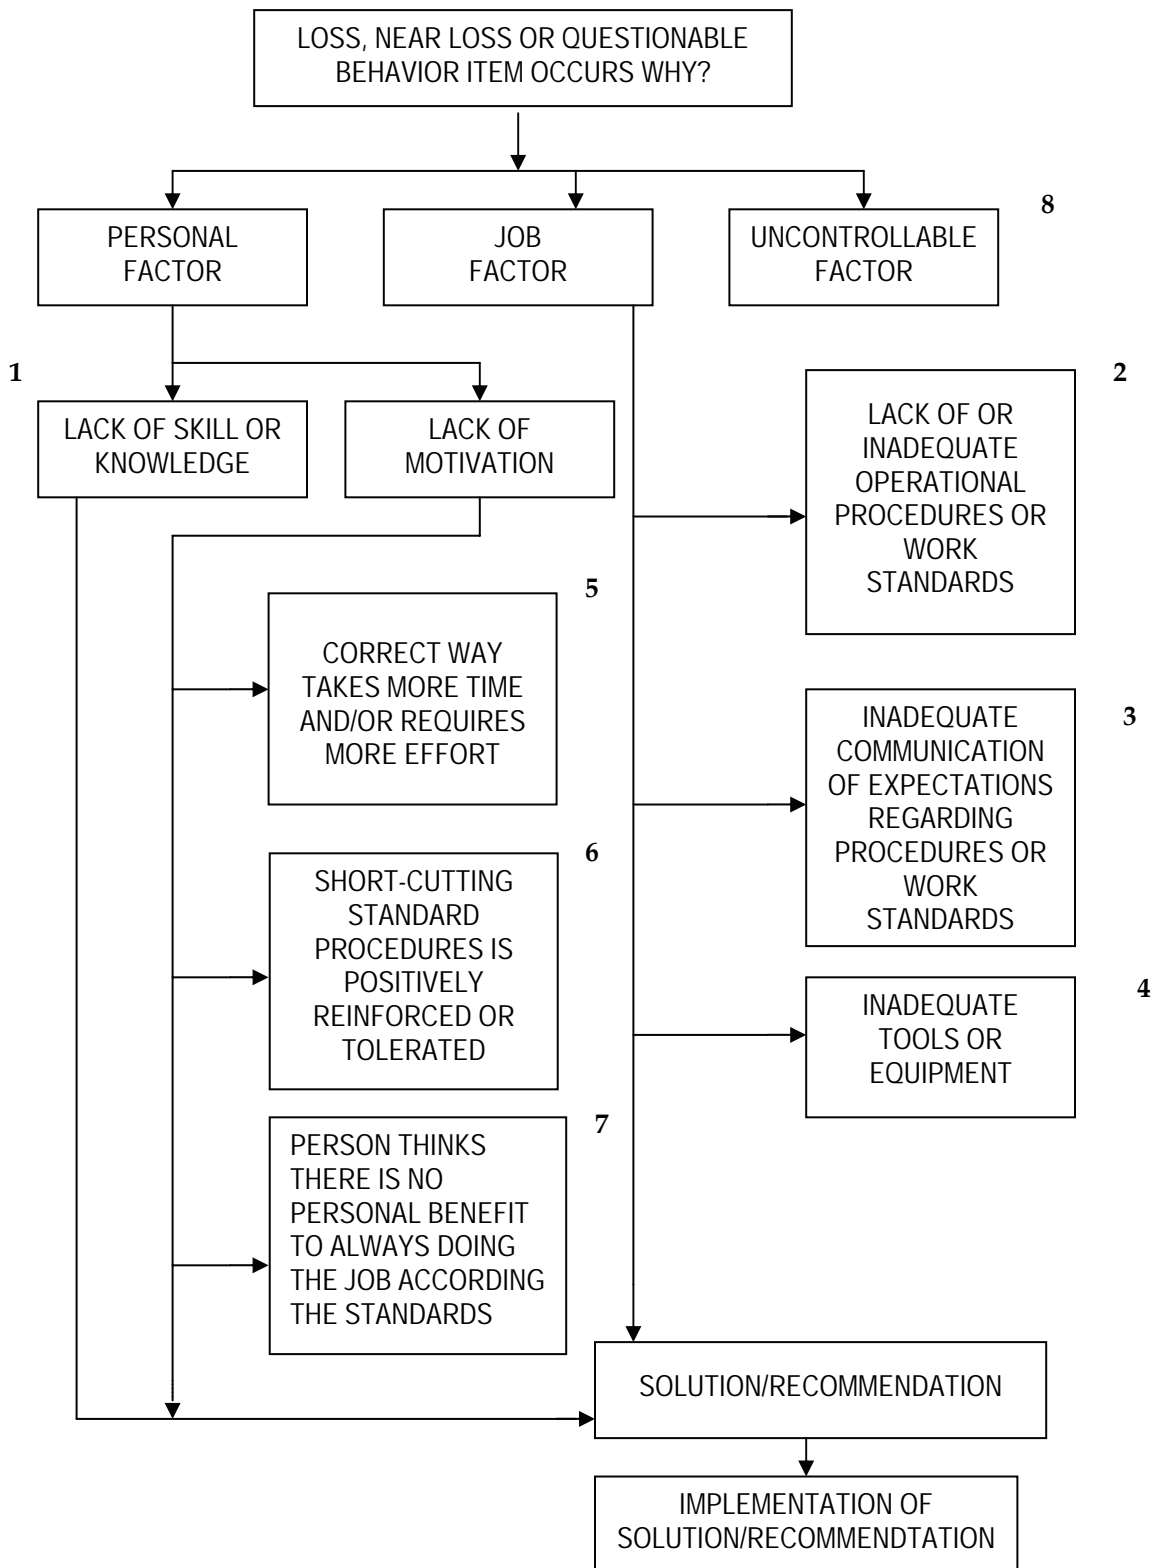 LOSS, NEAR LOSS OR QUESTIONABLE
BEHAVIOR ITEM OCCURS WHY?
PERSONAL
FACTOR
JOB
FACTOR
8
UNCONTROLLABLE
FACTOR
1
LACK OF SKILL OR
KNOWLEDGE
LACK OF
MOTIVATION
2
LACK OF OR
INADEQUATE
OPERATIONAL
PROCEDURES OR
WORK
STANDARDS
5
CORRECT WAY
TAKES MORE TIME
AND/OR REQUIRES
MORE EFFORT
3
INADEQUATE
COMMUNICATION
OF EXPECTATIONS
REGARDING
PROCEDURES OR
WORK
STANDARDS
6
SHORT-CUTTING
STANDARD
PROCEDURES IS
POSITIVELY
REINFORCED OR
TOLERATED
4
INADEQUATE
TOOLS OR
EQUIPMENT
7
PERSON THINKS
THERE IS NO
PERSONAL BENEFIT
TO ALWAYS DOING
THE JOB ACCORDING
THE STANDARDS
SOLUTION/RECOMMENDATION
IMPLEMENTATION OF
SOLUTION/RECOMMENDTATION